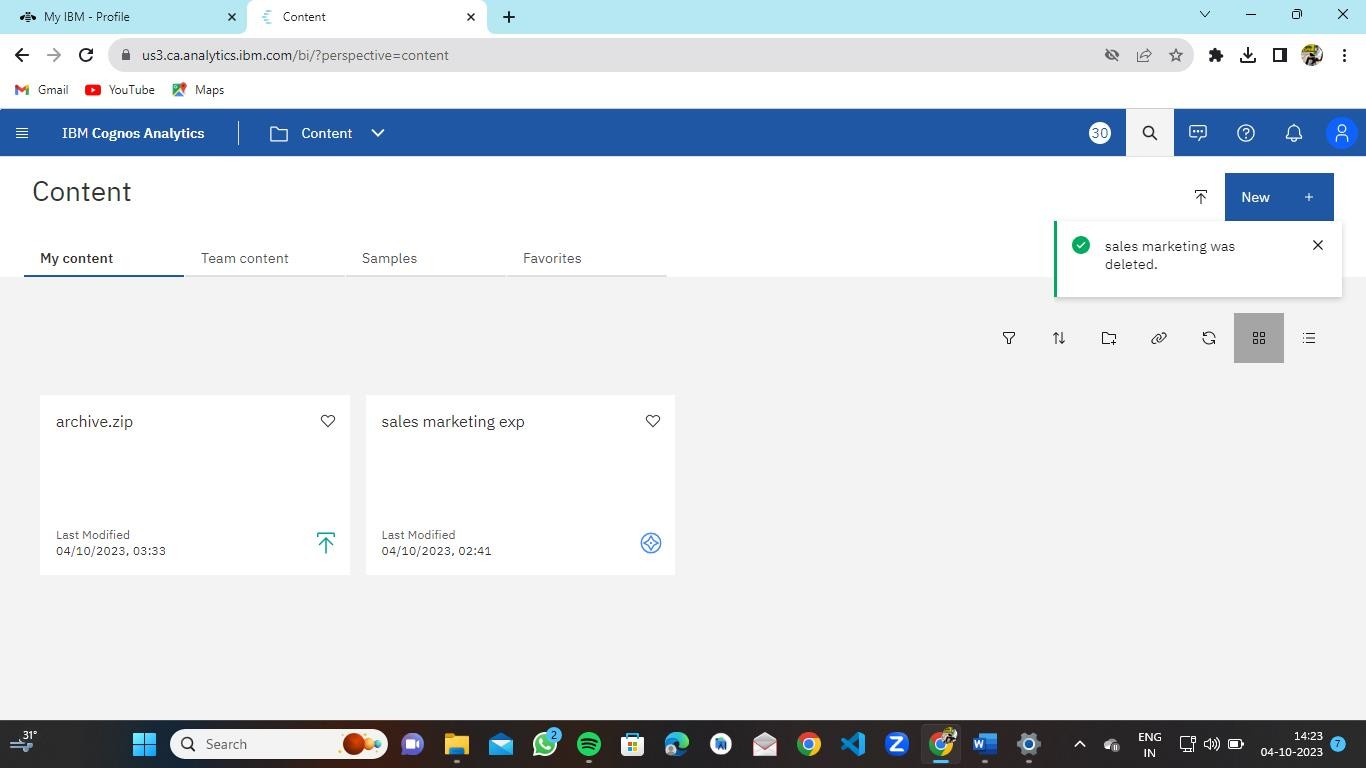 My IBM - Profile
Content
us3.ca.analytics.ibm.com/bi/?perspective=content
Gmail
YouTube
Maps
IBM Cognos Analytics
Content
30
Content
New
sales marketing was
deleted.
My content
Team content
Samples
Favorites
archive.zip
sales marketing exp
Last Modified
04/10/2023, 03:33
Last Modified
04/10/2023, 02:41
31°
Search
2
ENG
IN
14:23
04-10-2023
7